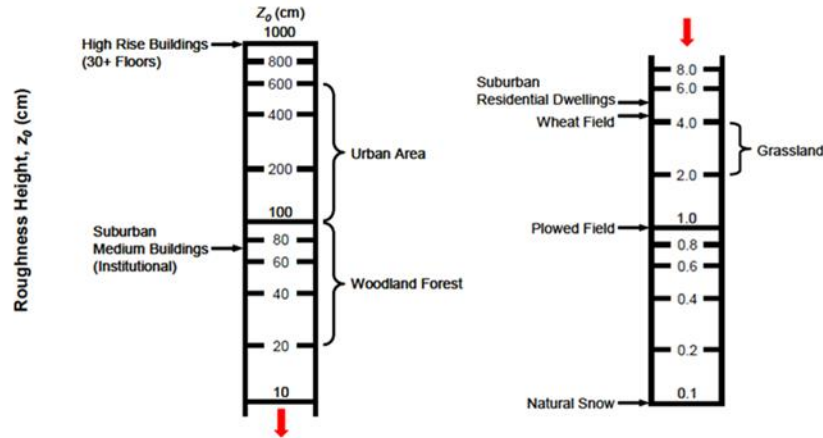 Roughness Height, z0 (cm)
Z0 (cm)
1000
High Rise Buildings
(30+ Floors)
800
600
400
Urban Area
200
100
Suburban
Medium Buildings
(Institutional)
80
60
Woodland Forest
40
20
10
8.0
Suburban
Residential Dwellings
6.0
Wheat Field
4.0
Grassland
2.0
1.0
Plowed Field
0.8
0.6
0.4
0.2
0.1
Natural Snow